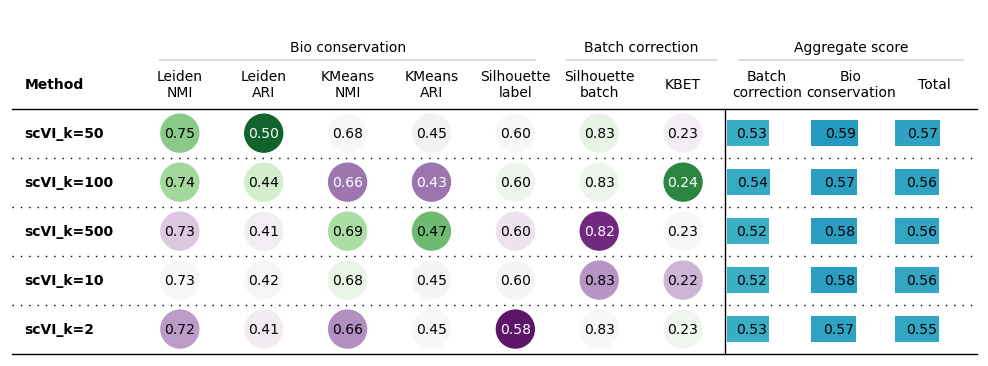 Bio conservation Batch correction Aggregate score
Method Leiden NMI Leiden ARI KMeans NMI KMeans ARI Silhouette label Silhouette batch KBET Batch correction Bio conservation Total
scVI_k=50 0.75 0.50 0.68 0.45 0.60 0.83 0.23 0.53 0.59 0.57
scVI_k=100 0.74 0.44 0.66 0.43 0.60 0.83 0.24 0.54 0.57 0.56
scVI_k=500 0.73 0.41 0.69 0.47 0.60 0.82 0.23 0.52 0.58 0.56
scVI_k=10 0.73 0.42 0.68 0.45 0.60 0.83 0.22 0.52 0.58 0.56
scVI_k=2 0.72 0.41 0.66 0.45 0.58 0.83 0.23 0.53 0.57 0.55